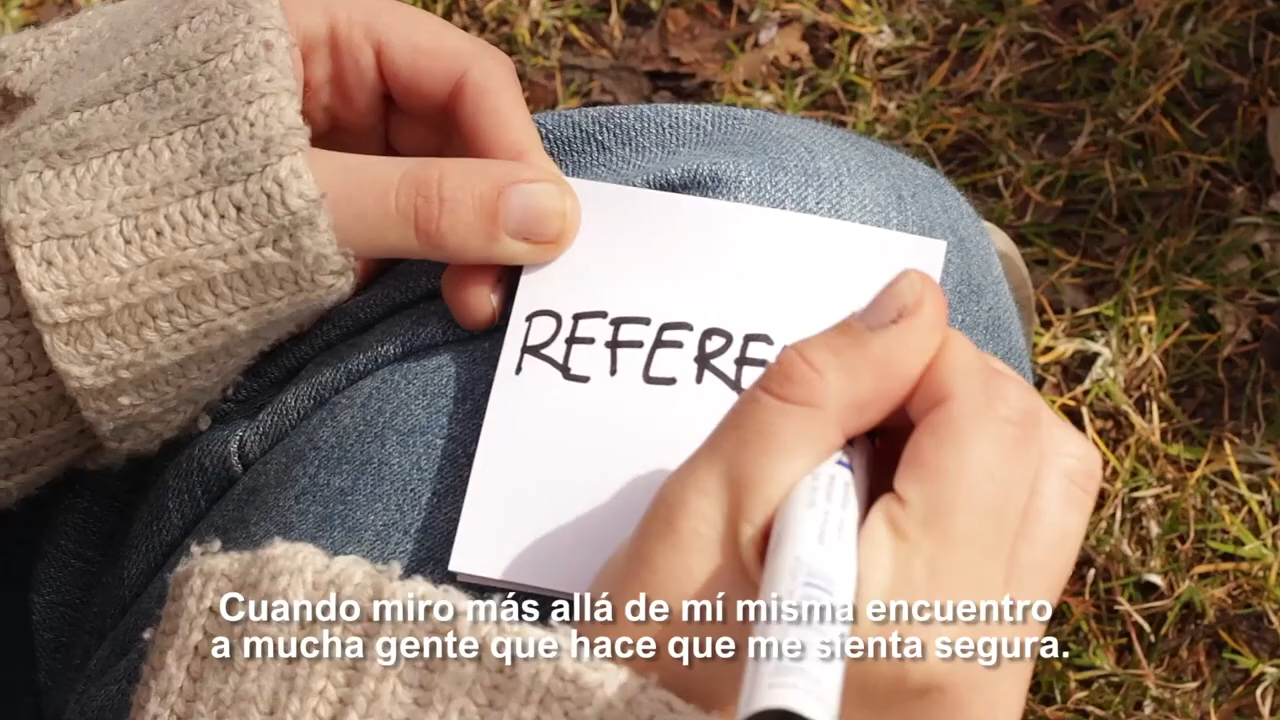 REFERE
Cuando miro más allá de mí misma encuentro
a mucha gente que hace que me sienta segura.